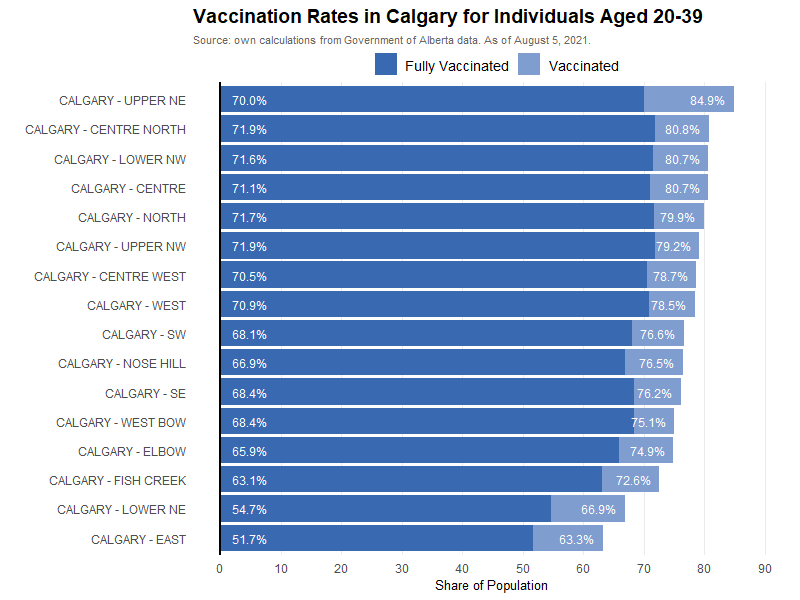 Vaccination Rates in Calgary for Individuals Aged 20-39
Source: own calculations from Government of Alberta data. As of August 5, 2021.
Fully Vaccinated Vaccinated
CALGARY - UPPER NE 70.0% 84.9%
CALGARY - CENTRE NORTH 71.9% 80.8%
CALGARY - LOWER NW 71.6% 80.7%
CALGARY - CENTRE 71.1% 80.7%
CALGARY - NORTH 71.7% 79.9%
CALGARY - UPPER NW 71.9% 79.2%
CALGARY - CENTRE WEST 70.5% 78.7%
CALGARY - WEST 70.9% 78.5%
CALGARY - SW 68.1% 76.6%
CALGARY - NOSE HILL 66.9% 76.5%
CALGARY - SE 68.4% 76.2%
CALGARY - WEST BOW 68.4% 75.1%
CALGARY - ELBOW 65.9% 74.9%
CALGARY - FISH CREEK 63.1% 72.6%
CALGARY - LOWER NE 54.7% 66.9%
CALGARY - EAST 51.7% 63.3%
0 10 20 30 40 50 60 70 80 90
Share of Population